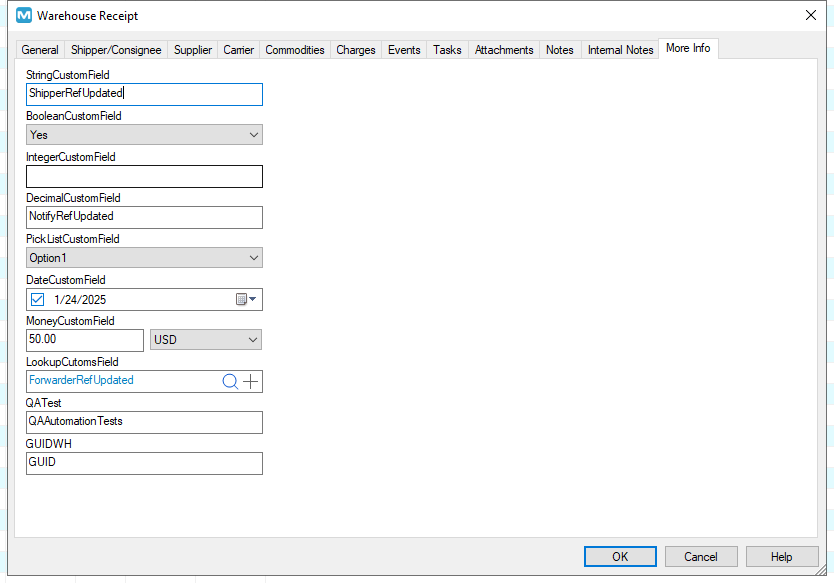 M Warehouse Receipt
General Shipper/Consignee Supplier Carrier Commodities Charges Events Tasks Attachments Notes Internal Notes More Info
StringCustomField
ShipperRefUpdated
BooleanCustomField
Yes
IntegerCustomField
DecimalCustomField
NotifyRefUpdated
PickListCustomField
Option1
DateCustomField
1/24/2025
MoneyCustomField
50.00 USD
LookupCutomsField
ForwarderRefUpdated
QATest
QAAutomationTests
GUIDWH
GUID
OK Cancel Help